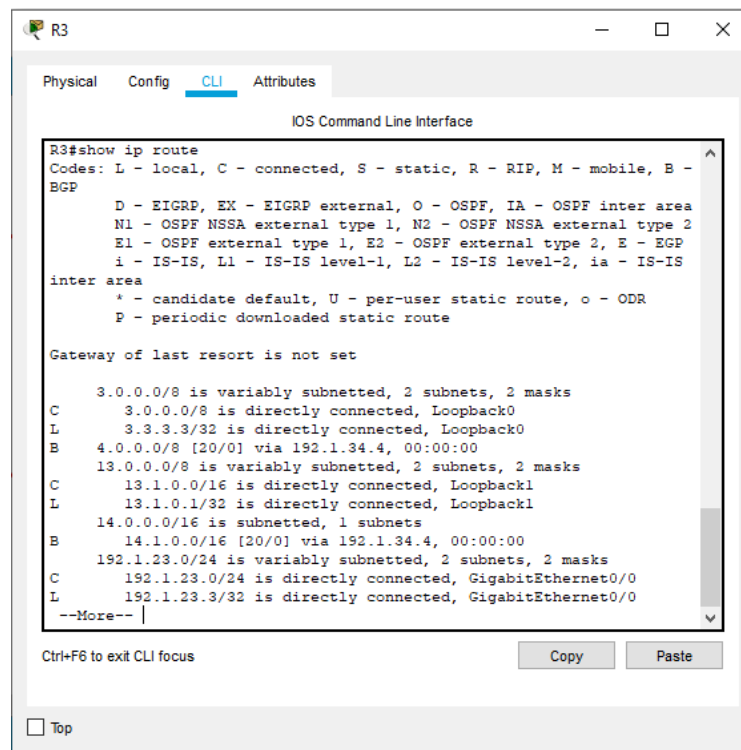 R3
Physical Config CLI Attributes
IOS Command Line Interface
R3#show ip route
Codes: L - local, C - connected, S - static, R - RIP, M - mobile, B -
BGP
       D - EIGRP, EX - EIGRP external, O - OSPF, IA - OSPF inter area
       N1 - OSPF NSSA external type 1, N2 - OSPF NSSA external type 2
       E1 - OSPF external type 1, E2 - OSPF external type 2, E - EGP
       i - IS-IS, L1 - IS-IS level-1, L2 - IS-IS level-2, ia - IS-IS
inter area
       * - candidate default, U - per-user static route, o - ODR
       P - periodic downloaded static route
Gateway of last resort is not set
     3.0.0.0/8 is variably subnetted, 2 subnets, 2 masks
C       3.0.0.0/8 is directly connected, Loopback0
L       3.3.3.3/32 is directly connected, Loopback0
B    4.0.0.0/8 [20/0] via 192.1.34.4, 00:00:00
     13.0.0.0/8 is variably subnetted, 2 subnets, 2 masks
C       13.1.0.0/16 is directly connected, Loopback1
L       13.1.0.1/32 is directly connected, Loopback1
     14.0.0.0/16 is subnetted, 1 subnets
B       14.1.0.0/16 [20/0] via 192.1.34.4, 00:00:00
     192.1.23.0/24 is variably subnetted, 2 subnets, 2 masks
C       192.1.23.0/24 is directly connected, GigabitEthernet0/0
L       192.1.23.3/32 is directly connected, GigabitEthernet0/0
 --More--
Ctrl+F6 to exit CLI focus Copy Paste
Top